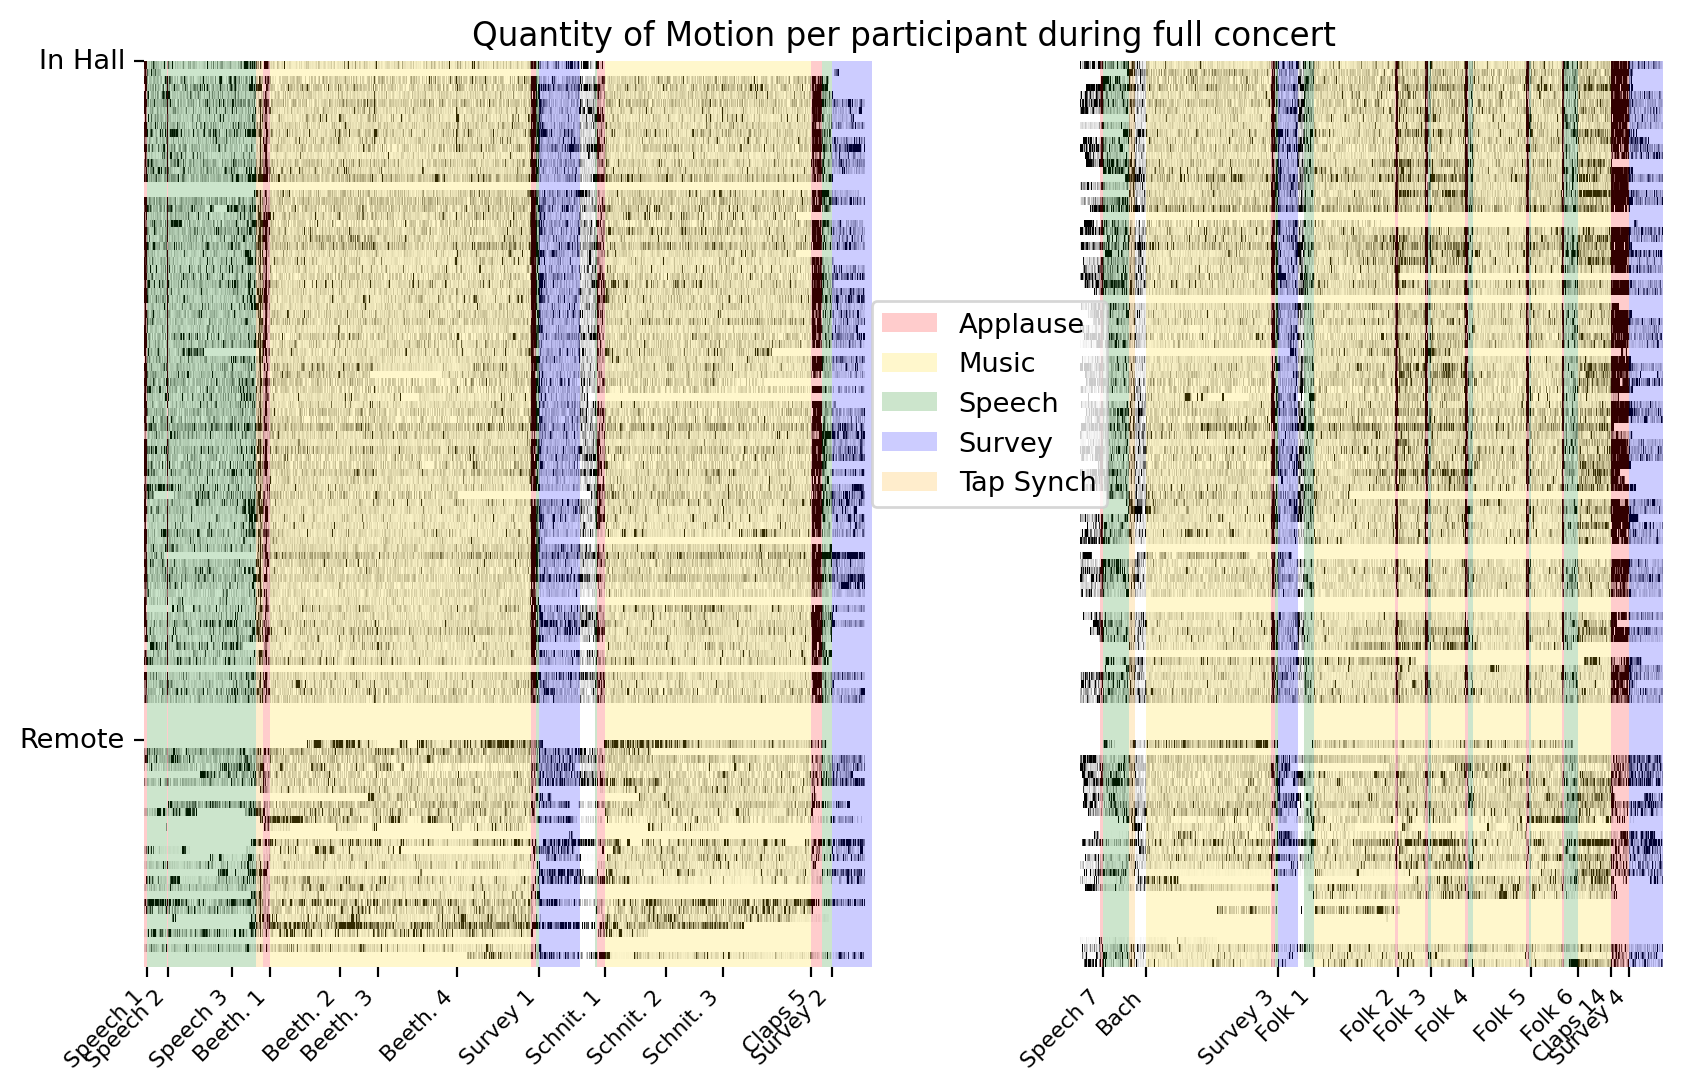 Quantity of Motion per participant during full concert
In Hall
Remote
Applause
Music
Speech
Survey
Tap Synch
Speech 1
Speech 2
Speech 3
Beeth. 1
Beeth. 2
Beeth. 3
Beeth. 4
Survey 1
Schnit. 1
Schnit. 2
Schnit. 3
Claps 5
Survey 2
Speech 7
Bach
Survey 3
Folk 1
Folk 2
Folk 3
Folk 4
Folk 5
Folk 6
Claps 14
Survey 4